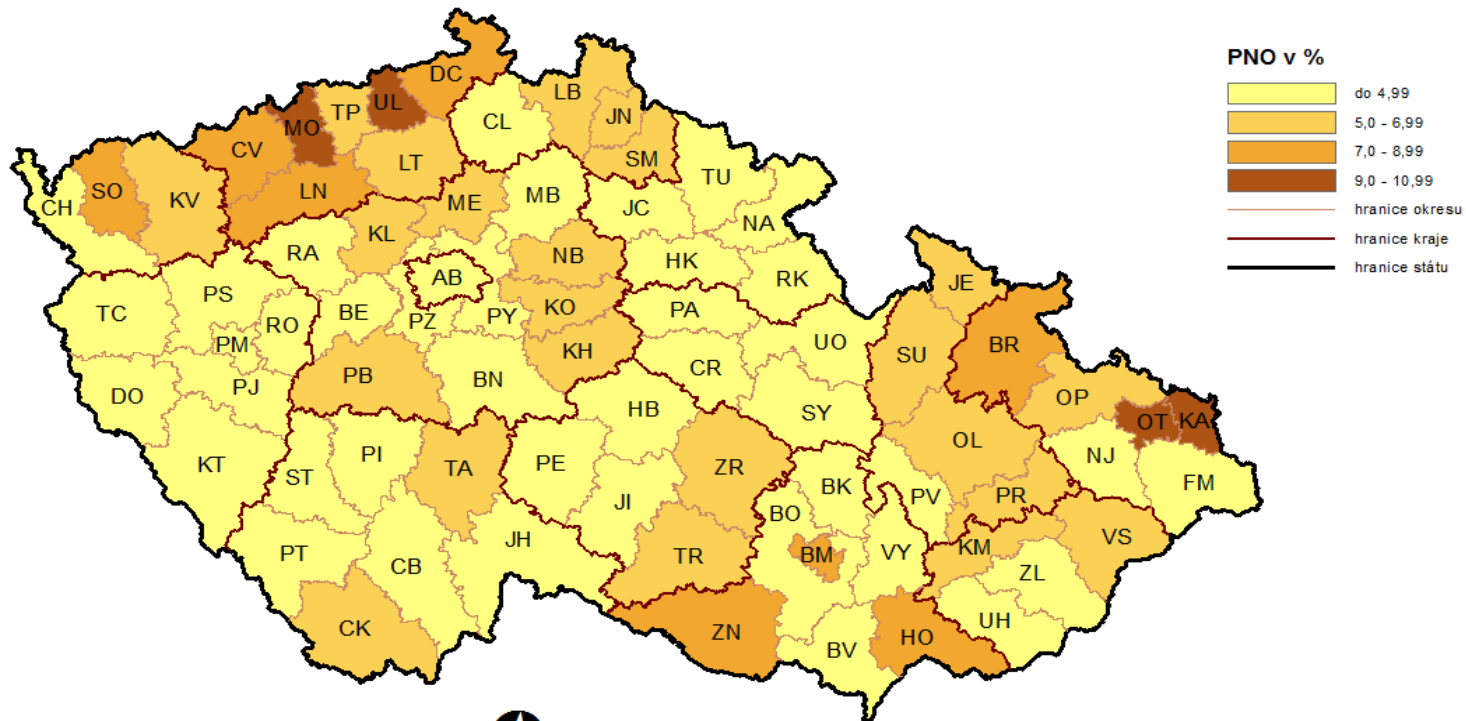 PNO v %
do 4,99
5,0 - 6,99
7,0 - 8,99
9,0 - 10,99
hranice okresu
hranice kraje
hranice státu
DC
LB
UL
TP
JN
MO
CL
CV
LT
SM
TU
SO
KV
LN
ME
MB
JC
CH
KL
NA
RA
NB
HK
AB
RK
JE
PS
TC
BE
KO
PA
RO
PZ
PY
UO
BR
PM
KH
SU
CR
PB
BN
PJ
DO
OP
HB
SY
OT
KA
OL
NJ
KT
PI
TA
PE
ZR
ST
FM
BK
PV
PR
JI
BO
VS
JH
PT
TR
BM
VY
KM
CB
ZL
UH
CK
ZN
HO
BV